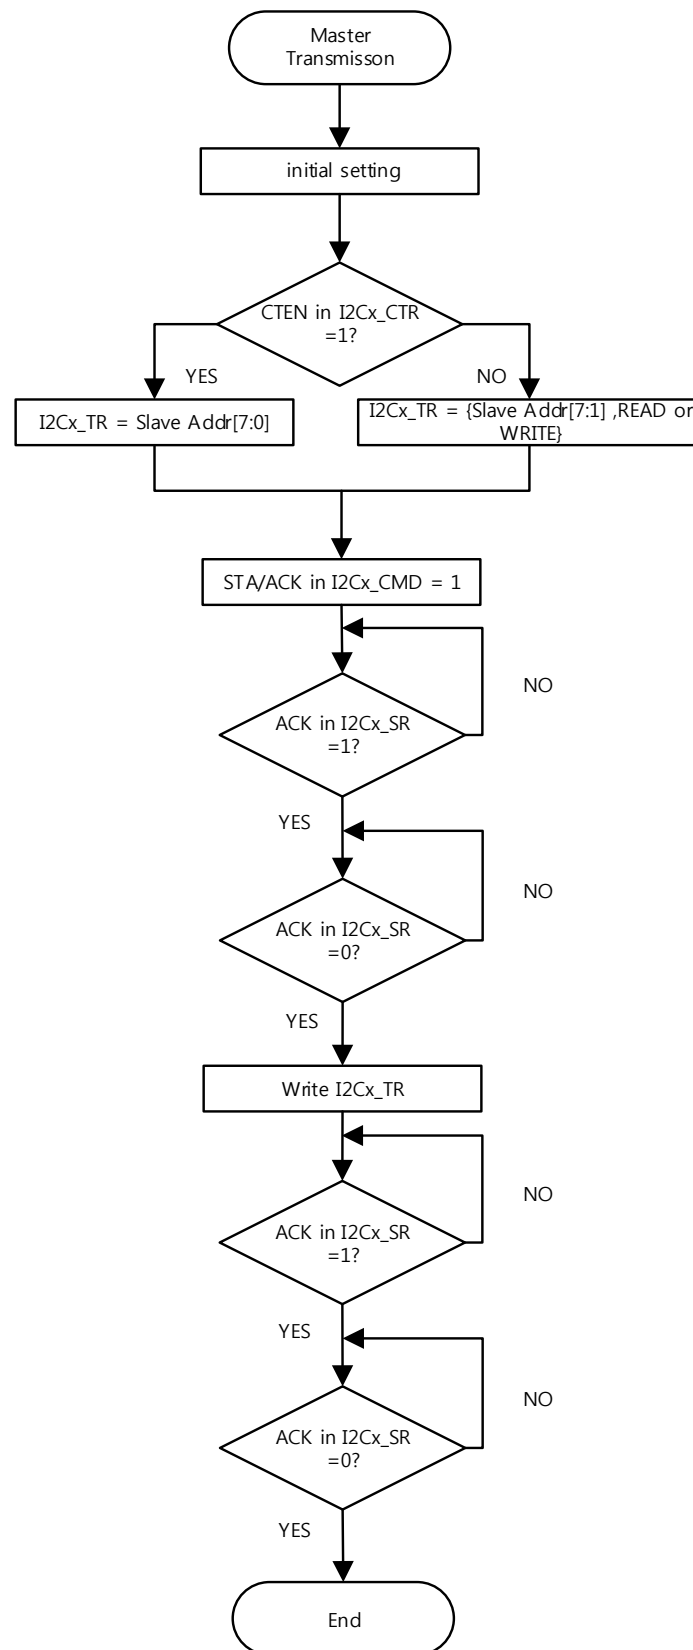 Master
Transmisson
initial setting
CTEN in I2Cx_CTR
=1?
YES
NO
I2Cx_TR = Slave Addr[7:0]
I2Cx_TR = {Slave Addr[7:1] ,READ or
WRITE}
STA/ACK in I2Cx_CMD = 1
NO
ACK in I2Cx_SR
=1?
YES
NO
ACK in I2Cx_SR
=0?
YES
Write I2Cx_TR
NO
ACK in I2Cx_SR
=1?
YES
NO
ACK in I2Cx_SR
=0?
YES
End